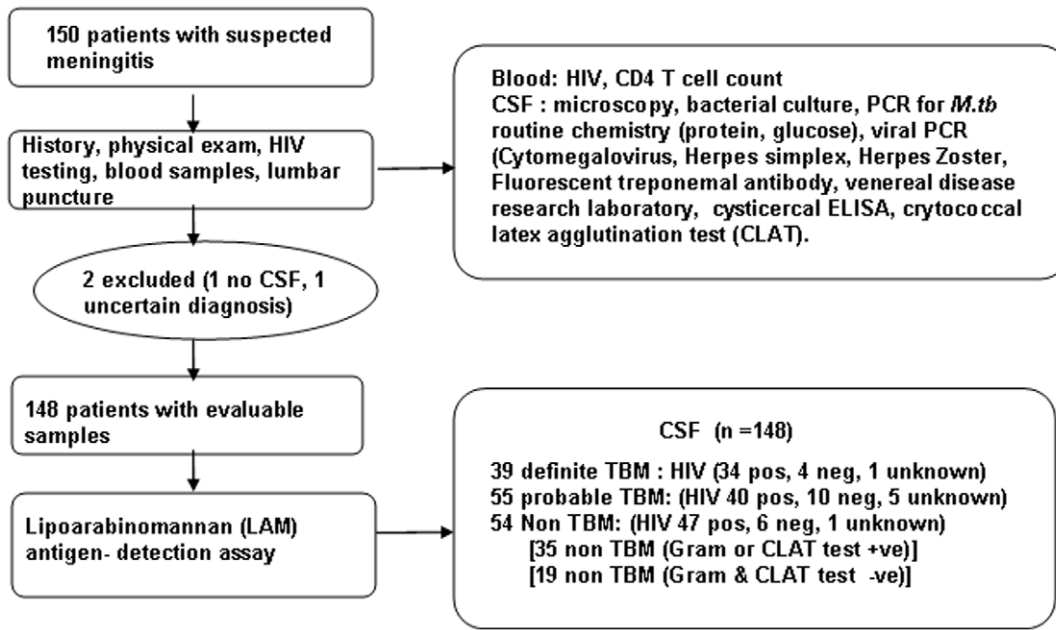 150 patients with suspected
meningitis
History, physical exam, HIV
testing, blood samples, lumbar
puncture
Blood: HIV, CD4 T cell count
CSF : microscopy, bacterial culture, PCR for M.tb
routine chemistry (protein, glucose), viral PCR
(Cytomegalovirus, Herpes simplex, Herpes Zoster,
Fluorescent treponemal antibody, venereal disease
research laboratory, cysticercal ELISA, crytococcal
latex agglutination test (CLAT).
2 excluded (1 no CSF, 1
uncertain diagnosis)
148 patients with evaluable
samples
Lipoarabinomannan (LAM)
antigen- detection assay
CSF (n =148)
39 definite TBM : HIV (34 pos, 4 neg, 1 unknown)
55 probable TBM: (HIV 40 pos, 10 neg, 5 unknown)
54 Non TBM: (HIV 47 pos, 6 neg, 1 unknown)
[35 non TBM (Gram or CLAT test +ve)]
[19 non TBM (Gram & CLAT test -ve)]